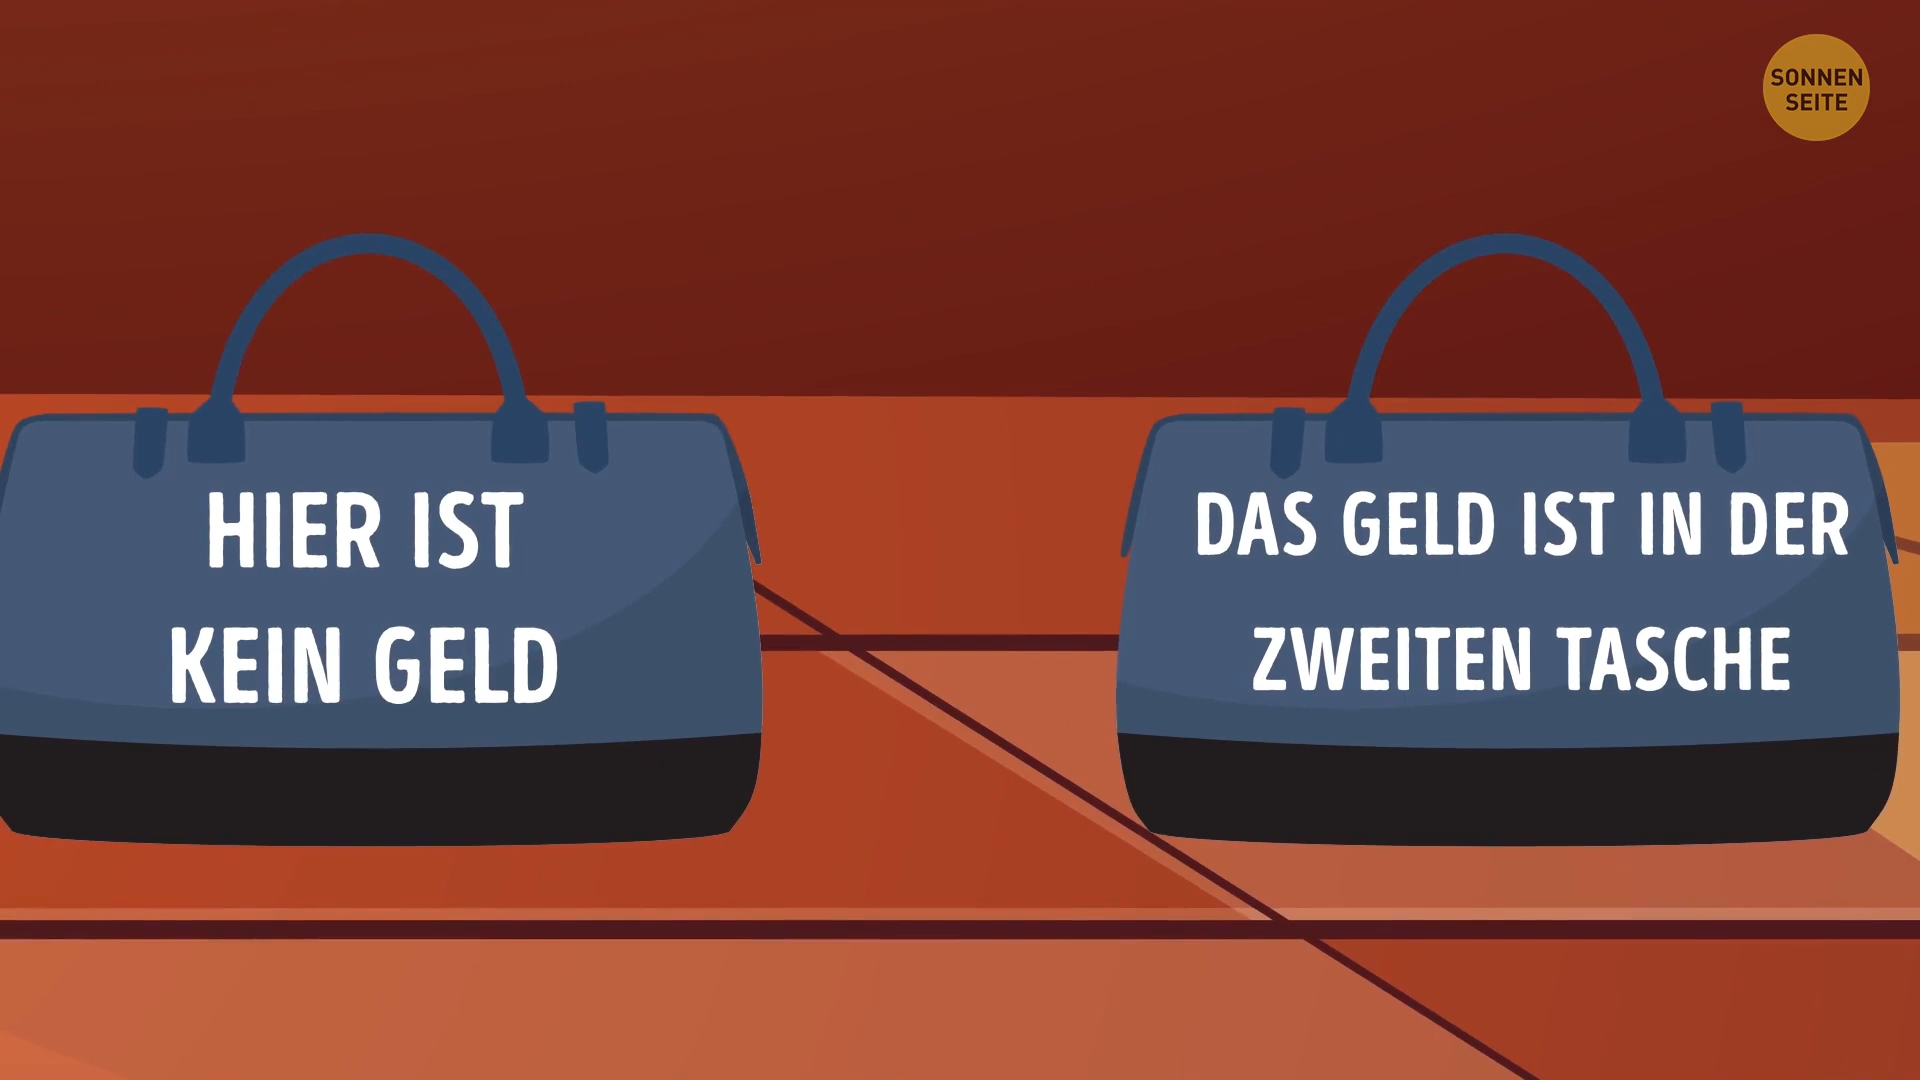 SONNEN
SEITE
HIER IST
KEIN GELD
DAS GELD IST IN DER
ZWEITEN TASCHE